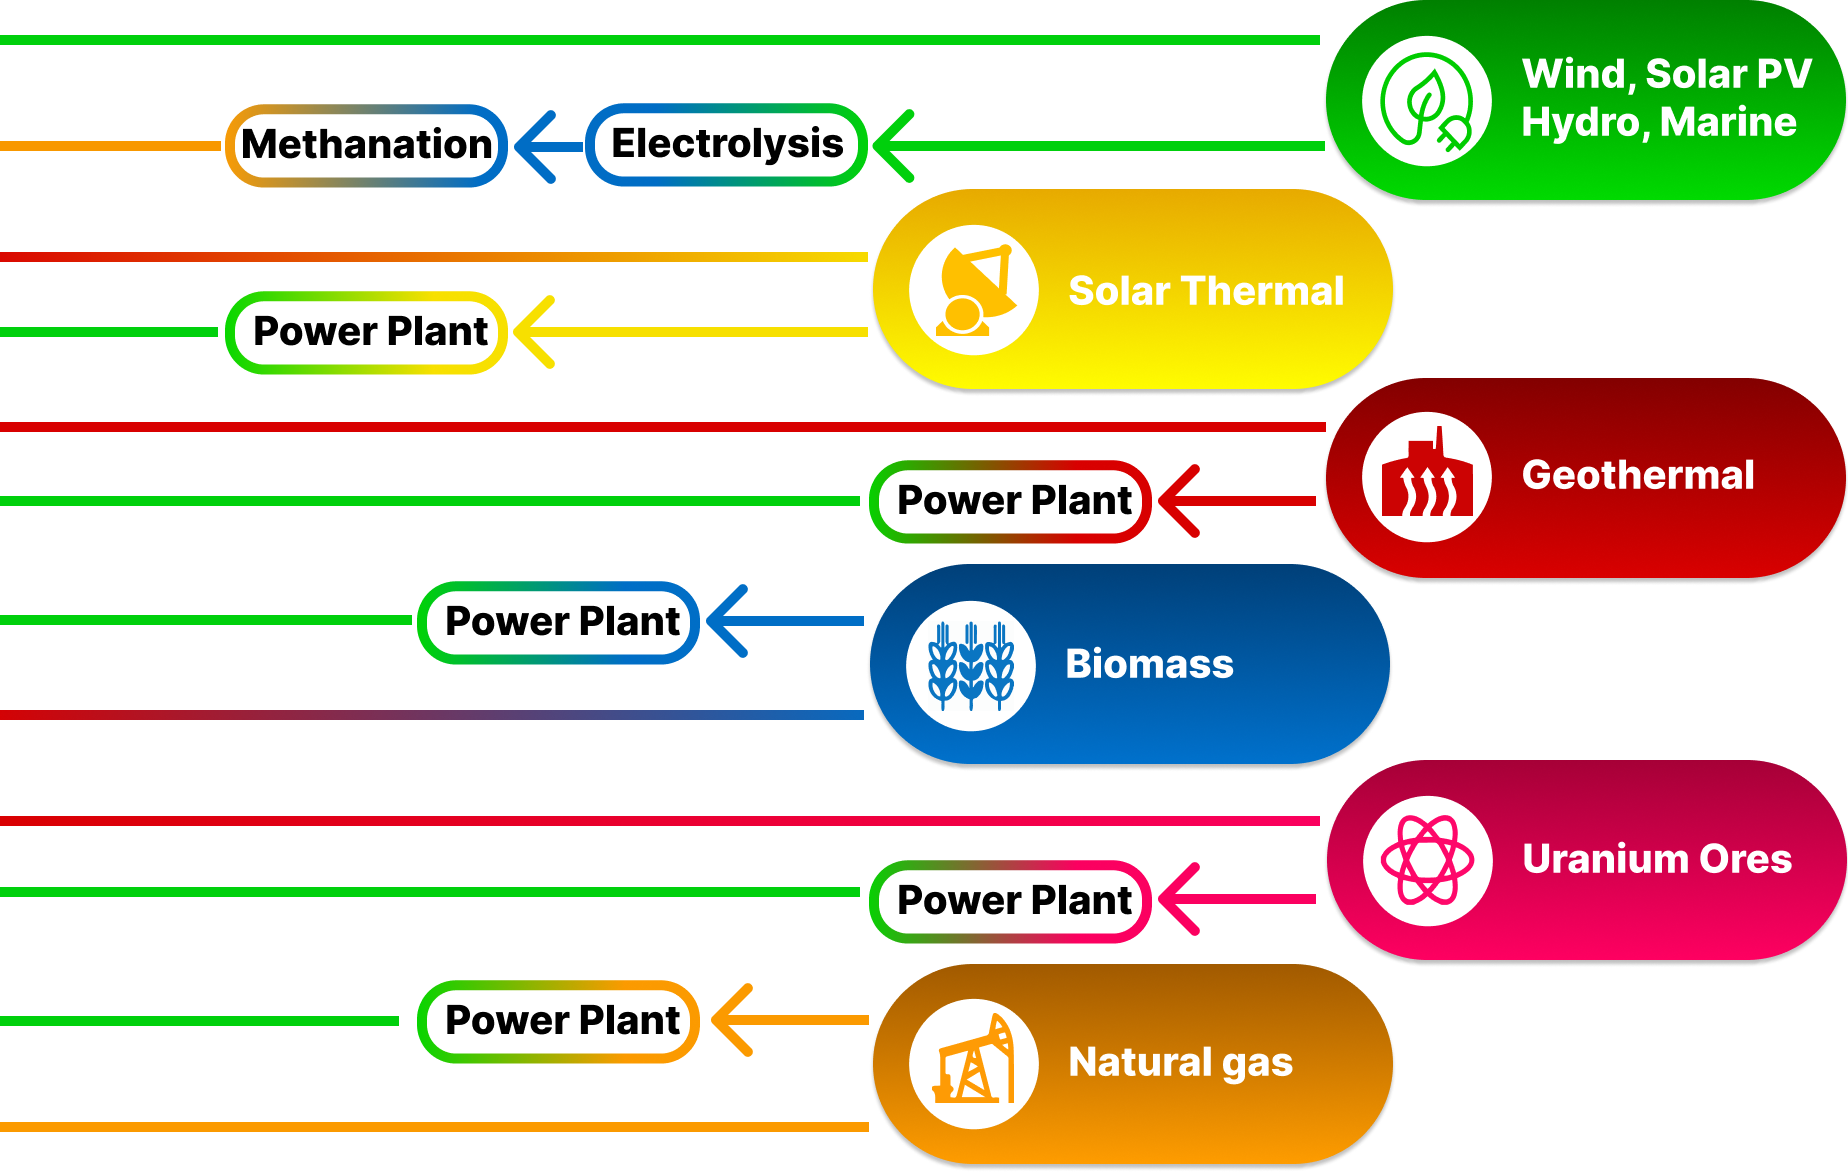 Wind, Solar PV
Hydro, Marine
Methanation
Electrolysis
Solar Thermal
Power Plant
Geothermal
Power Plant
Power Plant
Biomass
Uranium Ores
Power Plant
Power Plant
Natural gas